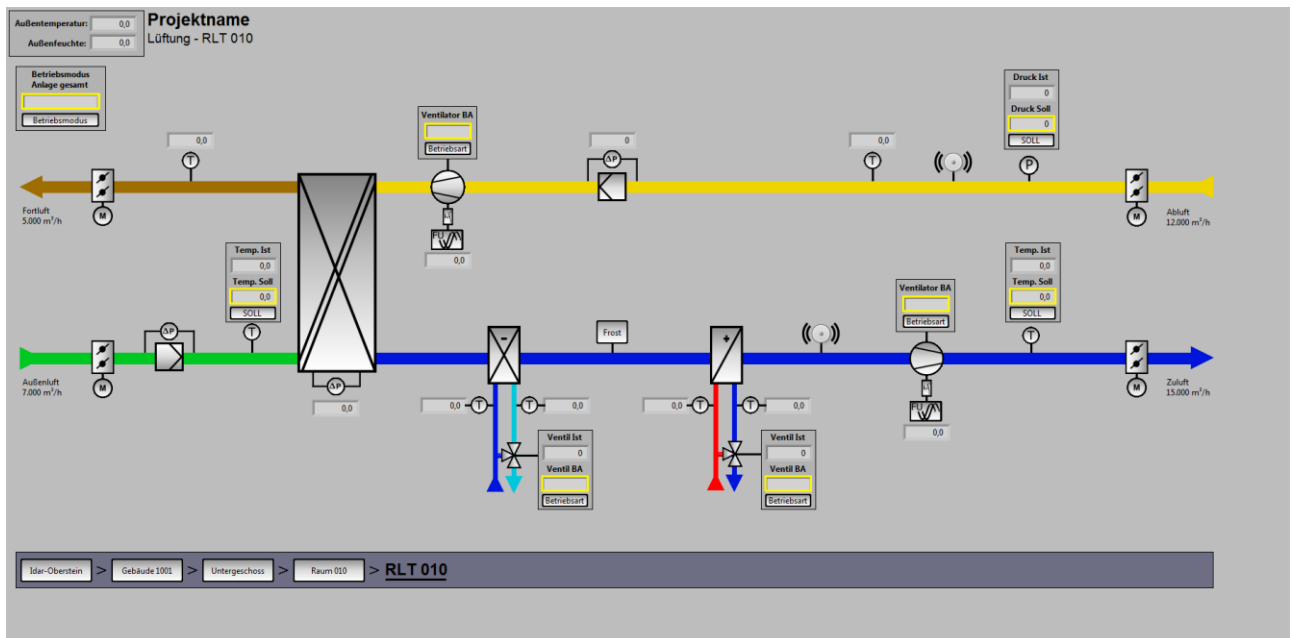 Außentemperatur: 0,0
Außenfeuchte: 0,0
Projektname
Lüftung - RLT 010
Betriebsmodus
Anlage gesamt
Betriebsmodus
0,0
T
Ventilator BA
Betriebsart
0
ΔP
0,0
T
Druck Ist
0
Druck Soll
0
SOLL
P
M
Fortluft
5.000 m³/h
FU
0,0
M
Abluft
12.000 m³/h
Temp. Ist
0,0
Temp. Soll
0,0
SOLL
T
ΔP
Ventilator BA
Betriebsart
Temp. Ist
0,0
Temp. Soll
0,0
SOLL
T
-
Frost
+
M
Außenluft
7.000 m³/h
ΔP
0,0
0,0 T
T 0,0
0,0 T
T 0,0
FU
0,0
M
Zuluft
15.000 m³/h
Ventil Ist
0
Ventil BA
Betriebsart
Ventil Ist
0
Ventil BA
Betriebsart
Idar-Oberstein > Gebäude 1001 > Untergeschoss > Raum 010 > RLT 010